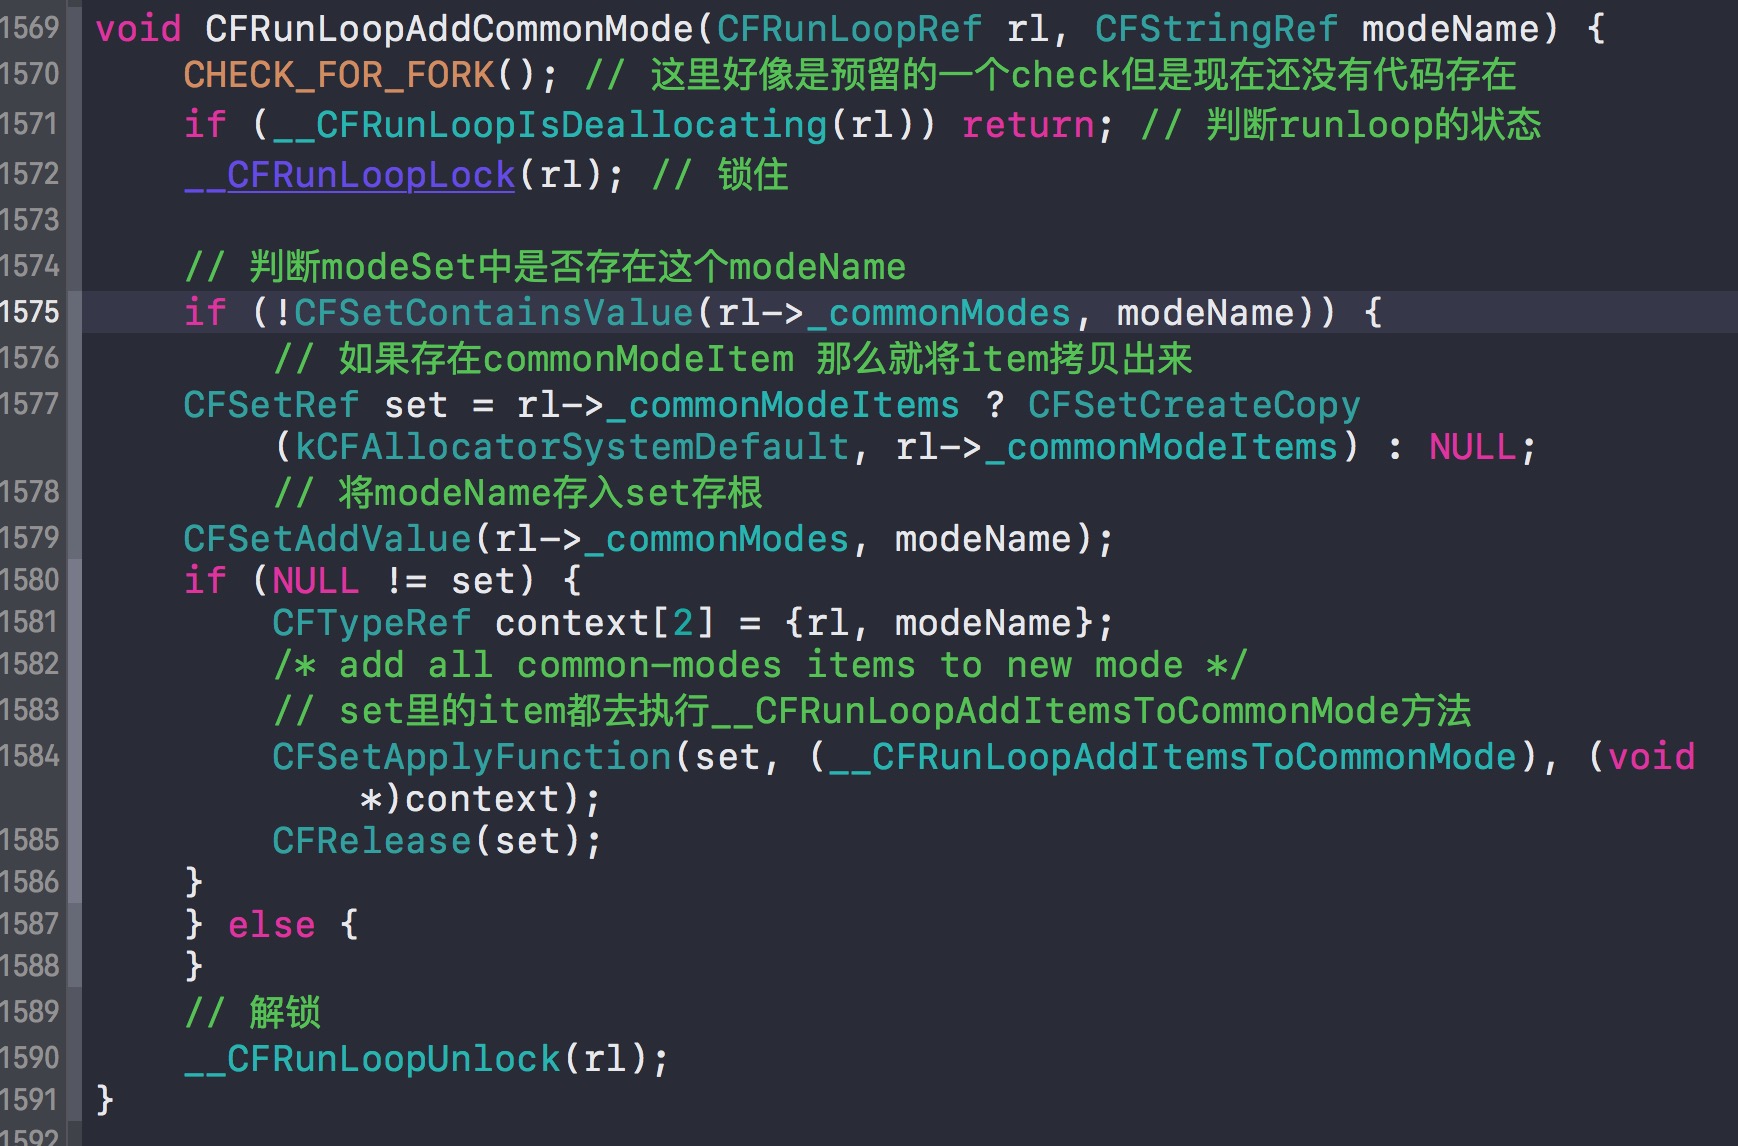 1569 void CFRunLoopAddCommonMode(CFRunLoopRef rl, CFStringRef modeName) {
1570     CHECK_FOR_FORK(); // 这里好像是预留的一个check但是现在还没有代码存在
1571     if (__CFRunLoopIsDeallocating(rl)) return; // 判断runloop的状态
1572     __CFRunLoopLock(rl); // 锁住
1573
1574     // 判断modeSet中是否存在这个modeName
1575     if (!CFSetContainsValue(rl->_commonModes, modeName)) {
1576         // 如果存在commonModeItem 那么就将item拷贝出来
1577     CFSetRef set = rl->_commonModeItems ? CFSetCreateCopy
         (kCFAllocatorSystemDefault, rl->_commonModeItems) : NULL;
1578         // 将modeName存入set存根
1579     CFSetAddValue(rl->_commonModes, modeName);
1580     if (NULL != set) {
1581         CFTypeRef context[2] = {rl, modeName};
1582         /* add all common-modes items to new mode */
1583         // set里的item都去执行__CFRunLoopAddItemsToCommonMode方法
1584         CFSetApplyFunction(set, (__CFRunLoopAddItemsToCommonMode), (void
             *)context);
1585         CFRelease(set);
1586     }
1587     } else {
1588     }
1589     // 解锁
1590     __CFRunLoopUnlock(rl);
1591 }
1592